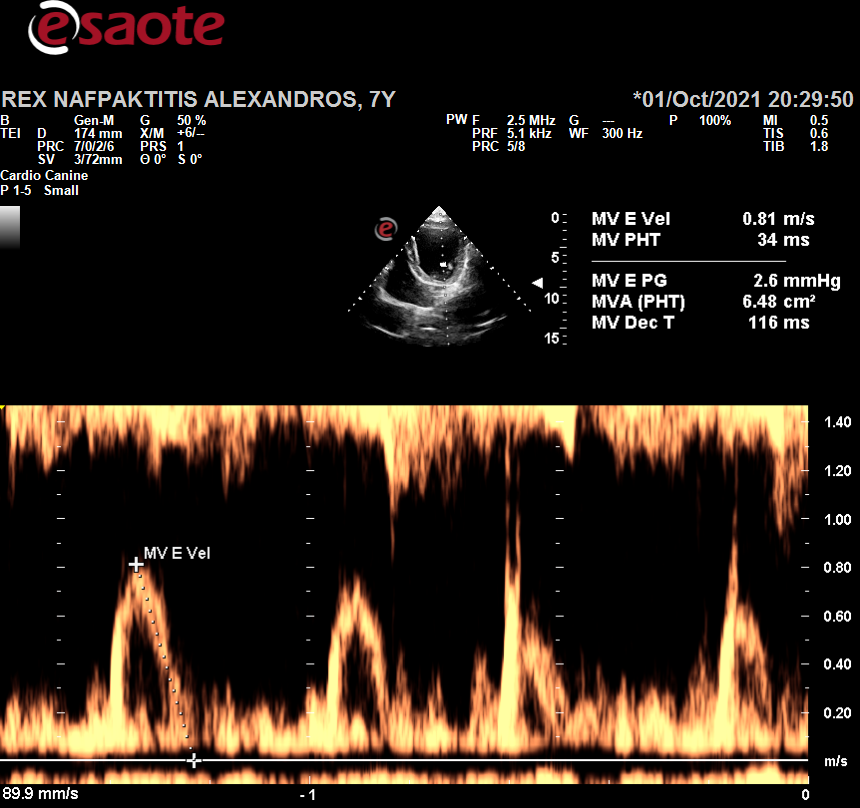 esaote
REX NAFPAKTITIS ALEXANDROS, 7Y *01/Oct/2021 20:29:50
B Gen-M G 50 % PW F 2.5 MHz G --- P 100% MI 0.5
TEI D 174 mm X/M +6/-- PRF 5.1 kHz WF 300 Hz TIS 0.6
PRC 7/0/2/6 PRS 1 PRC 5/8 TIB 1.8
SV 3/72mm Θ 0° S 0°
Cardio Canine
P 1-5 Small
e
0
5
10
15
MV E Vel 0.81 m/s
MV PHT 34 ms
MV E PG 2.6 mmHg
MVA (PHT) 6.48 cm²
MV Dec T 116 ms
1.40
1.20
1.00
MV E Vel
0.80
0.60
0.40
0.20
m/s
89.9 mm/s -1 0